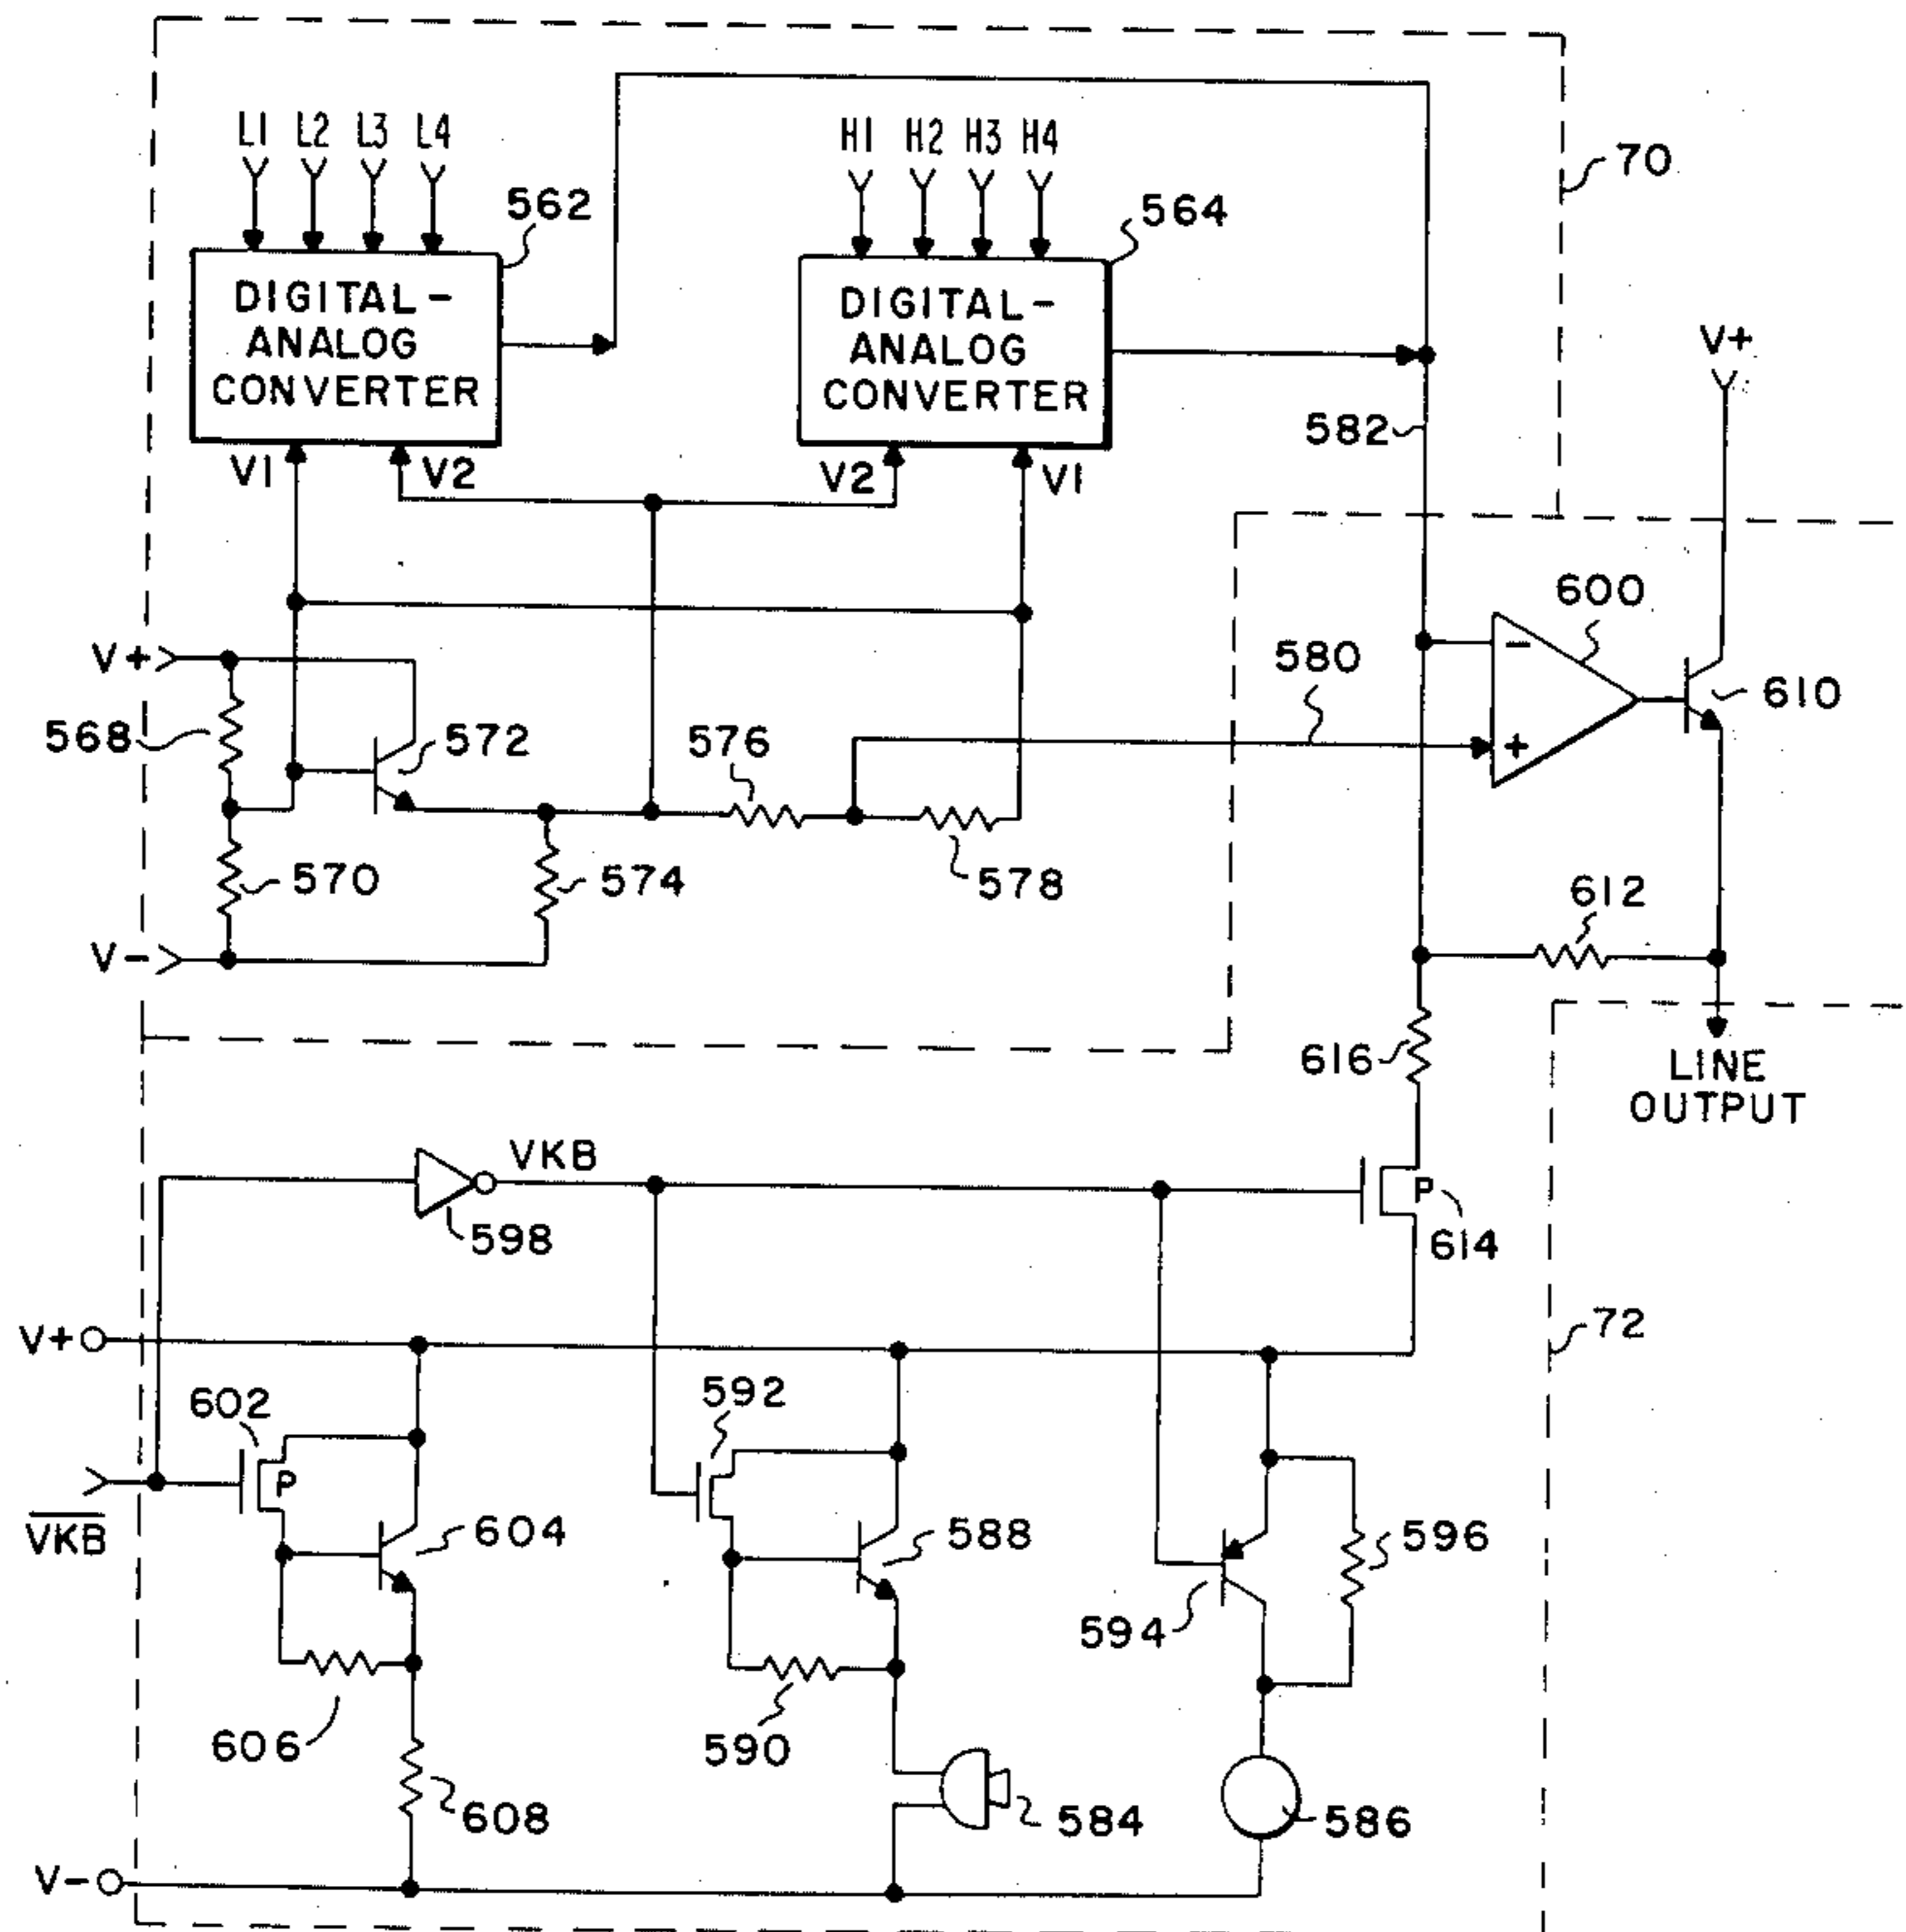 L1 L2 L3 L4
H1 H2 H3 H4
70
562
564
DIGITAL-
ANALOG
CONVERTER
DIGITAL-
ANALOG
CONVERTER
V+
582
V1
V2
V2
V1
600
V+
580
610
568
572
576
570
574
578
612
V-
-
+
616
LINE
OUTPUT
VKB
598
P
614
V+
72
602
592
P
VKB
604
588
596
594
606
590
608
584
586
V-